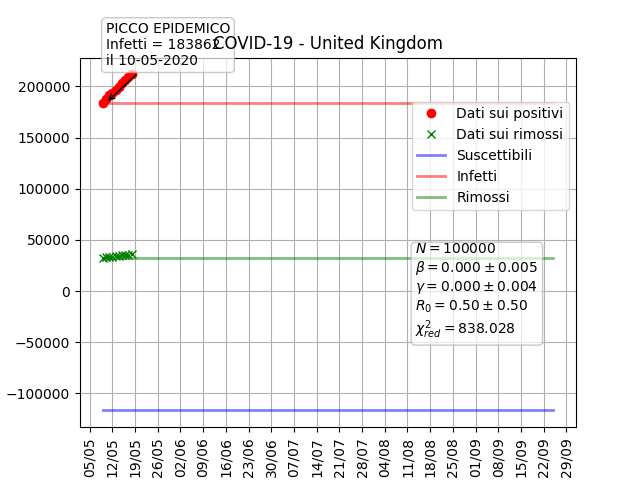 PICCO EPIDEMICO
Infetti = 183862
il 10-05-2020
COVID-19 - United Kingdom
200000
150000
100000
50000
0
−50000
−100000
Dati sui positivi
Dati sui rimossi
Suscettibili
Infetti
Rimossi
N = 100000
β = 0.000 ± 0.005
γ = 0.000 ± 0.004
R₀ = 0.50 ± 0.50
χ²red = 838.028
05/05
12/05
19/05
26/05
02/06
09/06
16/06
23/06
30/06
07/07
14/07
21/07
28/07
04/08
11/08
18/08
25/08
01/09
08/09
15/09
22/09
29/09